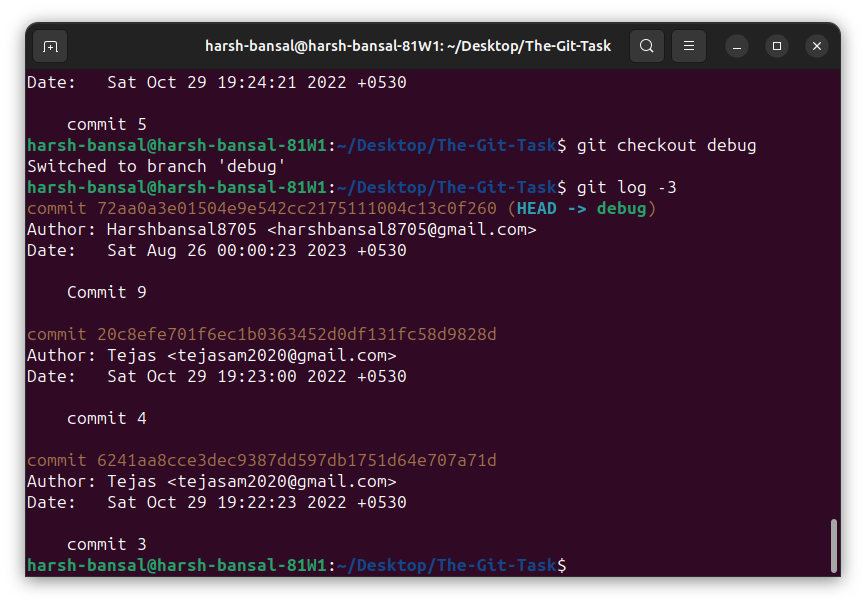 harsh-bansal@harsh-bansal-81W1: ~/Desktop/The-Git-Task
Date:   Sat Oct 29 19:24:21 2022 +0530
    commit 5
harsh-bansal@harsh-bansal-81W1:~/Desktop/The-Git-Task$ git checkout debug
Switched to branch 'debug'
harsh-bansal@harsh-bansal-81W1:~/Desktop/The-Git-Task$ git log -3
commit 72aa0a3e01504e9e542cc2175111004c13c0f260 (HEAD -> debug)
Author: Harshbansal8705 <harshbansal8705@gmail.com>
Date:   Sat Aug 26 00:00:23 2023 +0530
    Commit 9
commit 20c8efe701f6ec1b0363452d0df131fc58d9828d
Author: Tejas <tejasam2020@gmail.com>
Date:   Sat Oct 29 19:23:00 2022 +0530
    commit 4
commit 6241aa8cce3dec9387dd597db1751d64e707a71d
Author: Tejas <tejasam2020@gmail.com>
Date:   Sat Oct 29 19:22:23 2022 +0530
    commit 3
harsh-bansal@harsh-bansal-81W1:~/Desktop/The-Git-Task$